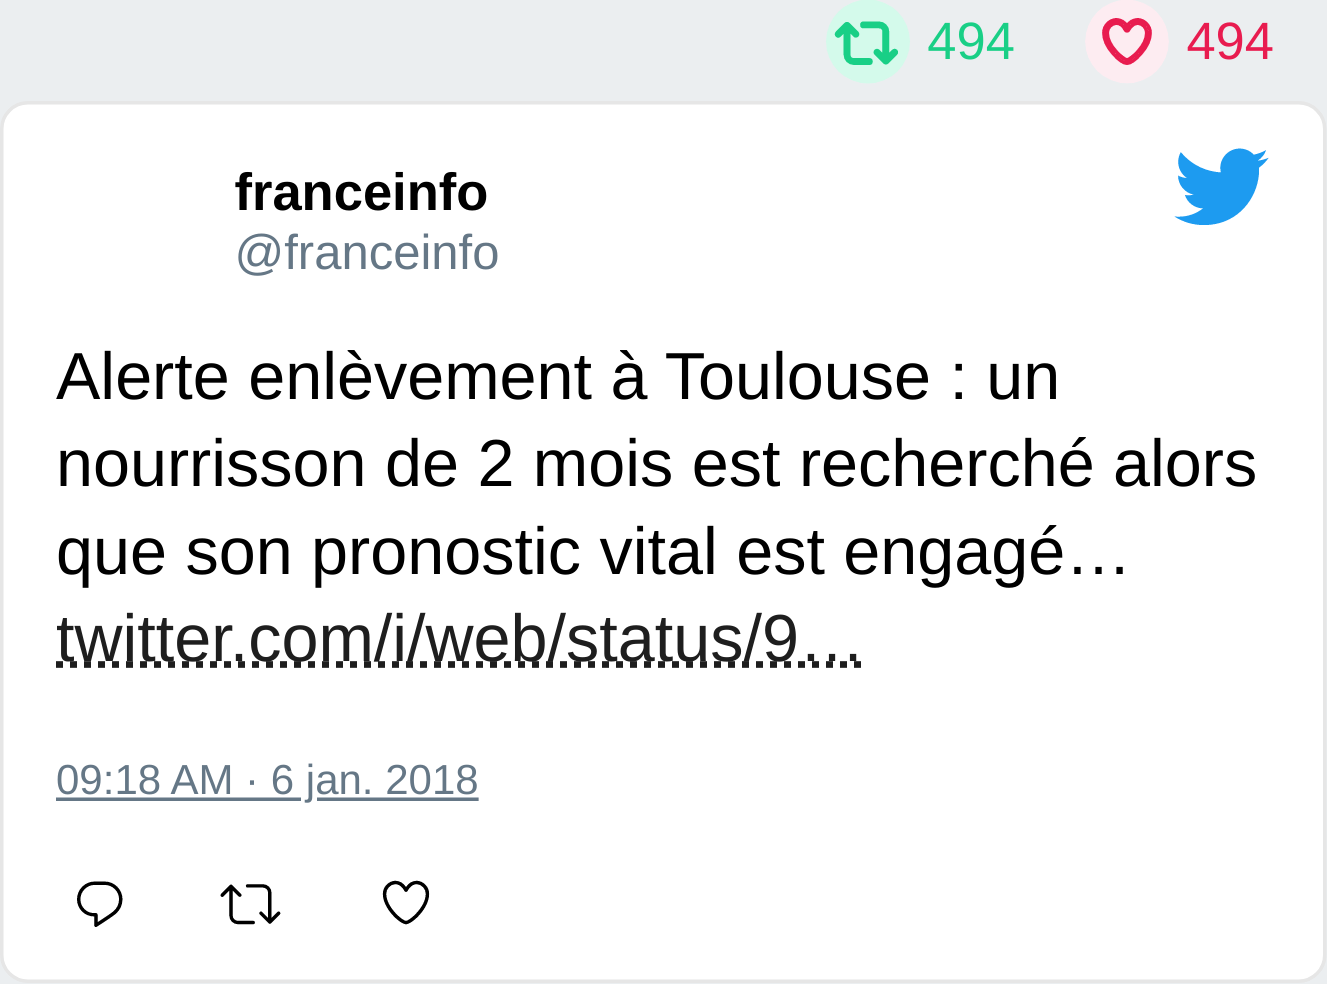 494 494
franceinfo
@franceinfo
Alerte enlèvement à Toulouse : un
nourrisson de 2 mois est recherché alors
que son pronostic vital est engagé…
twitter.com/i/web/status/9…
09:18 AM · 6 jan. 2018